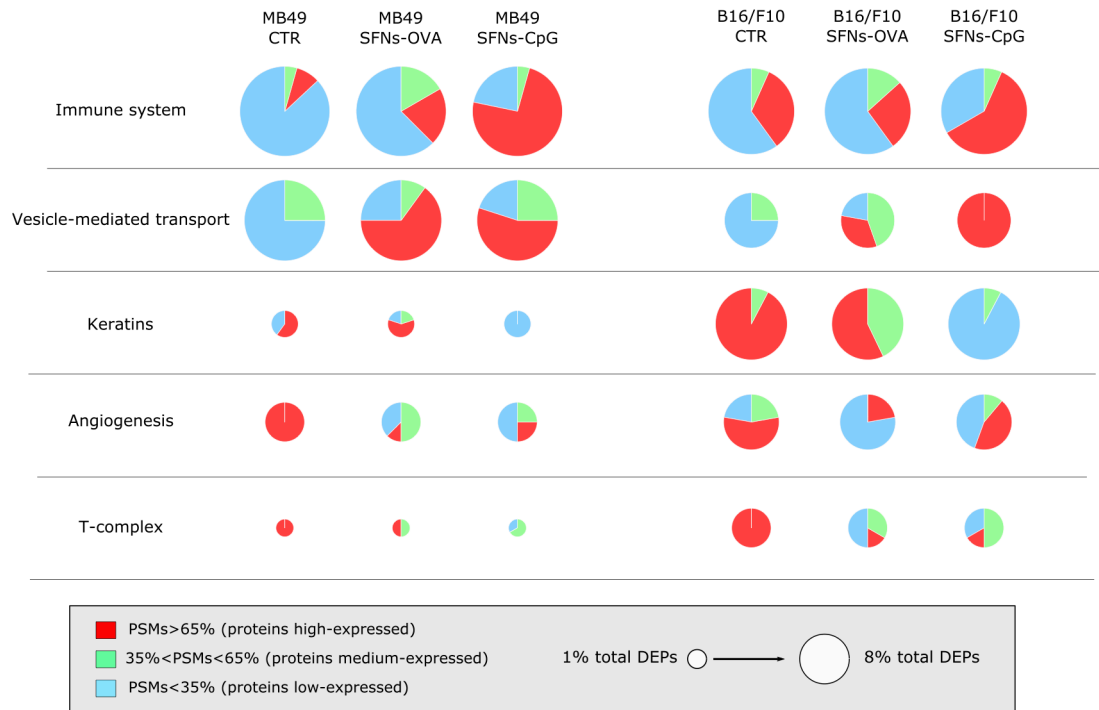 MB49 CTR
MB49 SFNs-OVA
MB49 SFNs-CpG
B16/F10 CTR
B16/F10 SFNs-OVA
B16/F10 SFNs-CpG
Immune system
Vesicle-mediated transport
Keratins
Angiogenesis
T-complex
PSMs>65% (proteins high-expressed)
35%<PSMs<65% (proteins medium-expressed)
PSMs<35% (proteins low-expressed)
1% total DEPs
8% total DEPs